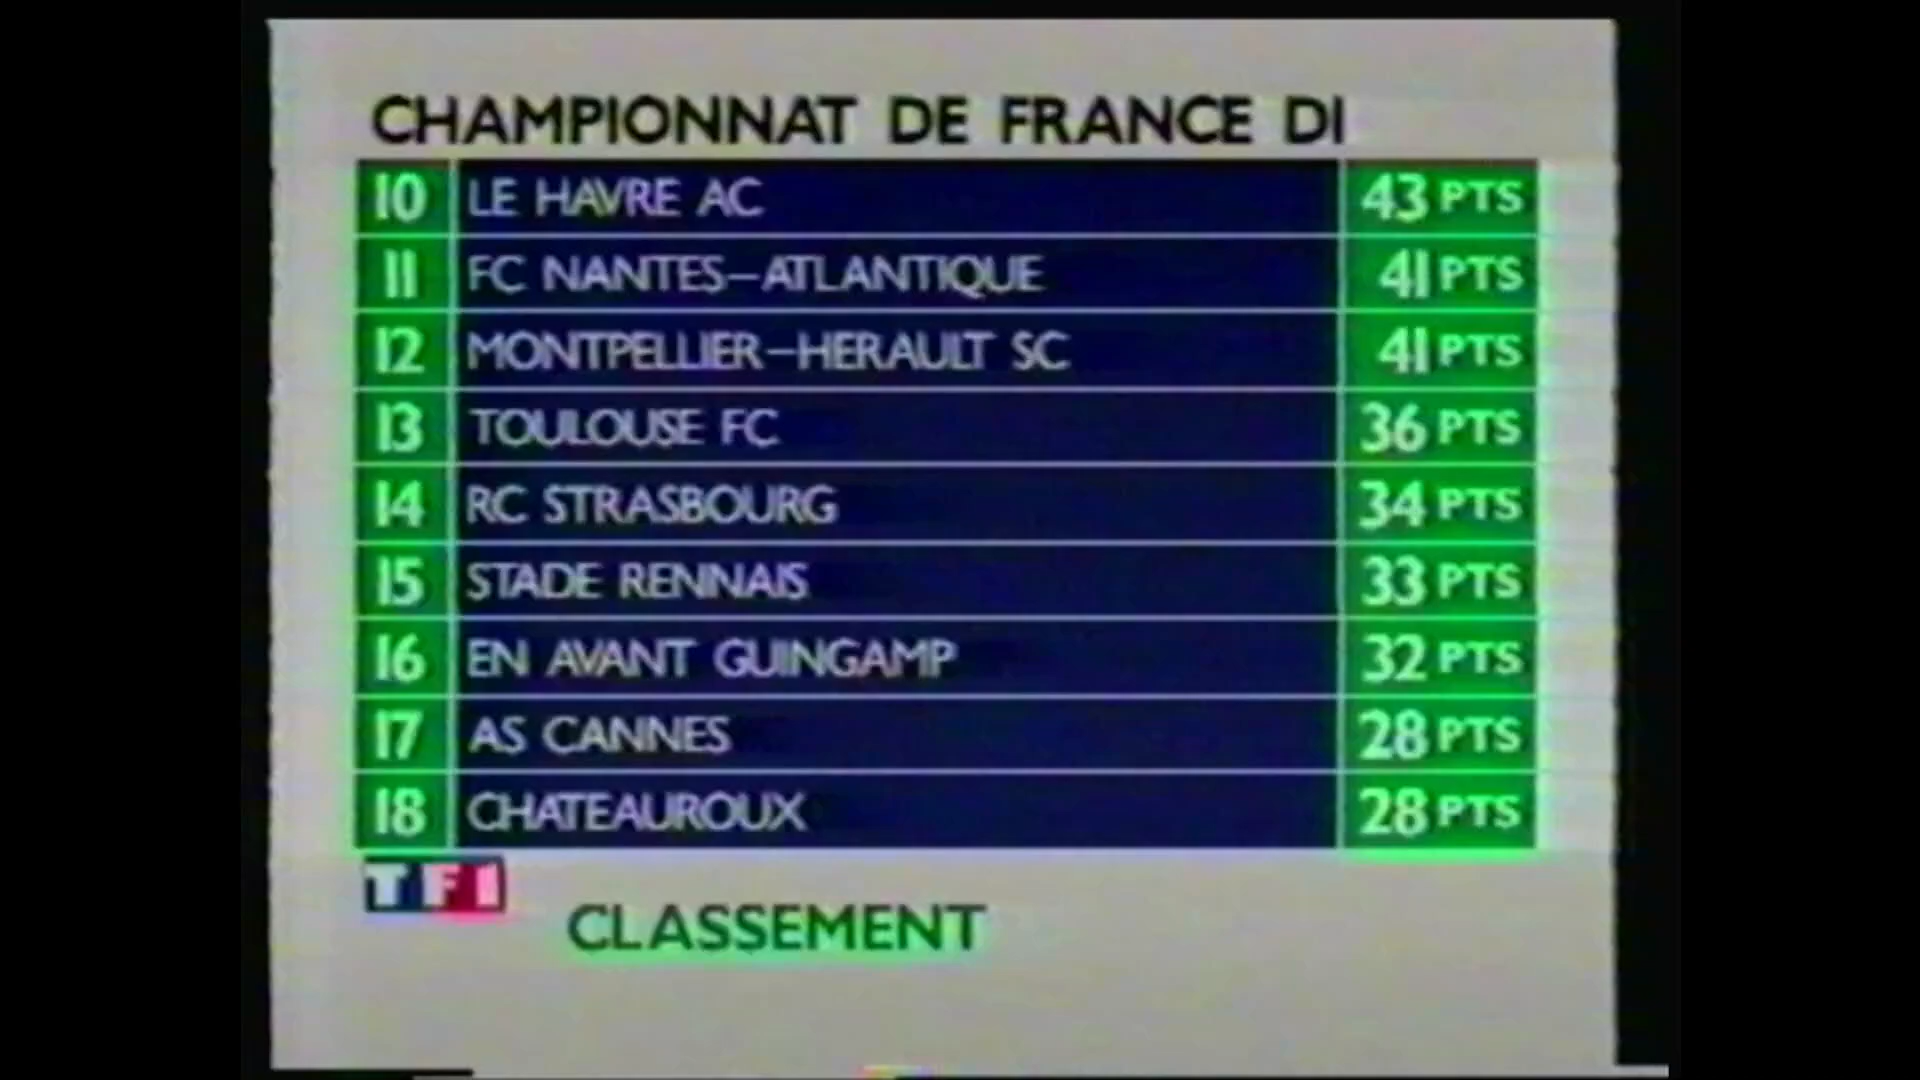 CHAMPIONNAT DE FRANCE D1
10 LE HAVRE AC 43 PTS
11 FC NANTES-ATLANTIQUE 41 PTS
12 MONTPELLIER-HERAULT SC 41 PTS
13 TOULOUSE FC 36 PTS
14 RC STRASBOURG 34 PTS
15 STADE RENNAIS 33 PTS
16 EN AVANT GUINGAMP 32 PTS
17 AS CANNES 28 PTS
18 CHATEAUROUX 28 PTS
TF1
CLASSEMENT